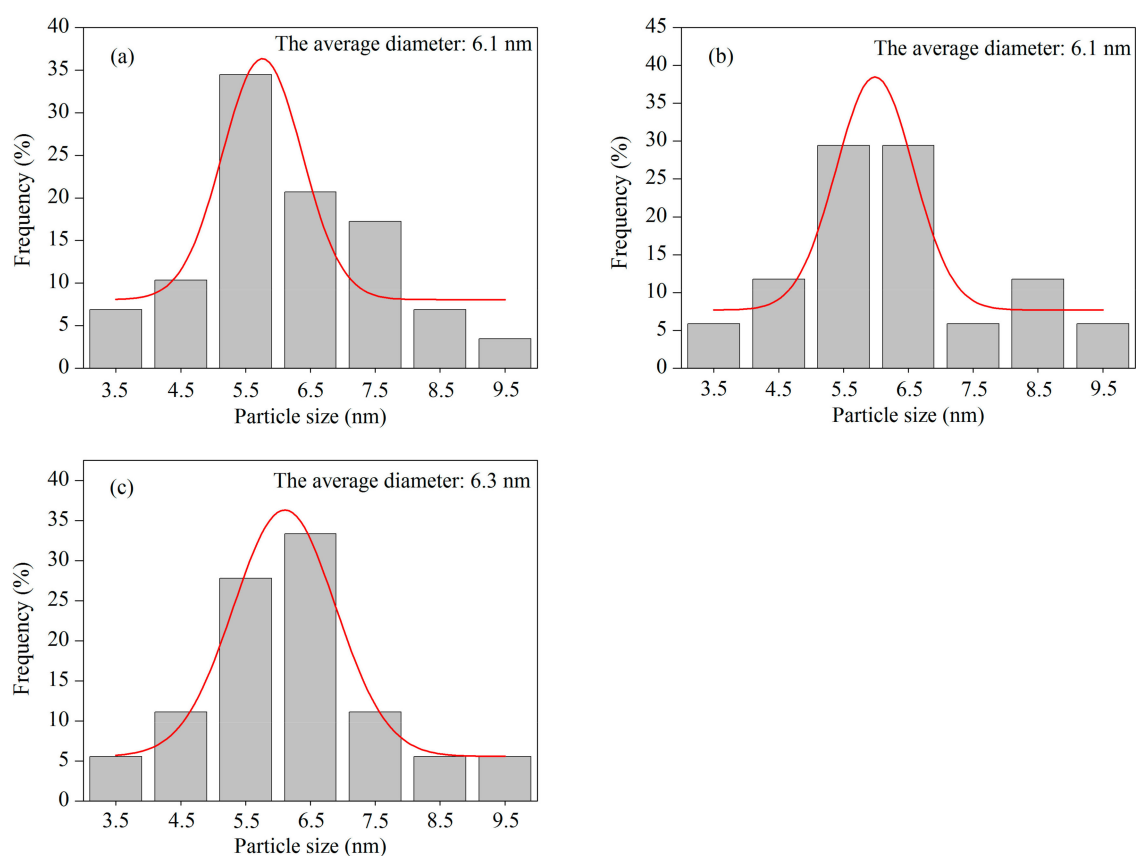 (a)
The average diameter: 6.1 nm
40
35
30
25
20
15
10
5
0
Frequency (%)
3.5 4.5 5.5 6.5 7.5 8.5 9.5
Particle size (nm)
(b)
The average diameter: 6.1 nm
45
40
35
30
25
20
15
10
5
0
Frequency (%)
3.5 4.5 5.5 6.5 7.5 8.5 9.5
Particle size (nm)
(c)
The average diameter: 6.3 nm
40
35
30
25
20
15
10
5
0
Frequency (%)
3.5 4.5 5.5 6.5 7.5 8.5 9.5
Particle size (nm)